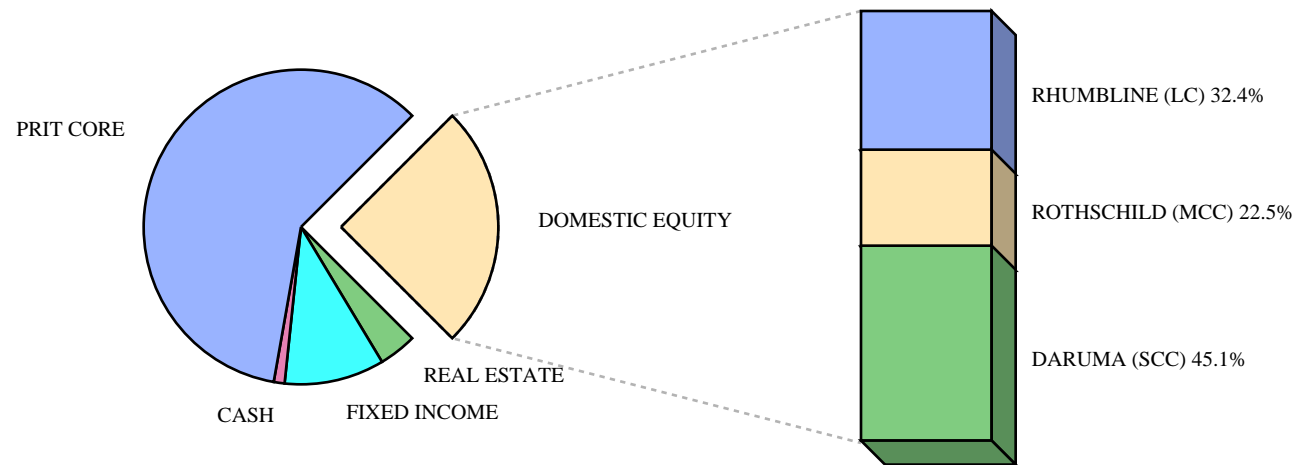 RHUMBLINE (LC) 32.4%
PRIT CORE
ROTHSCHILD (MCC) 22.5%
DOMESTIC EQUITY
DARUMA (SCC) 45.1%
REAL ESTATE
FIXED INCOME
CASH